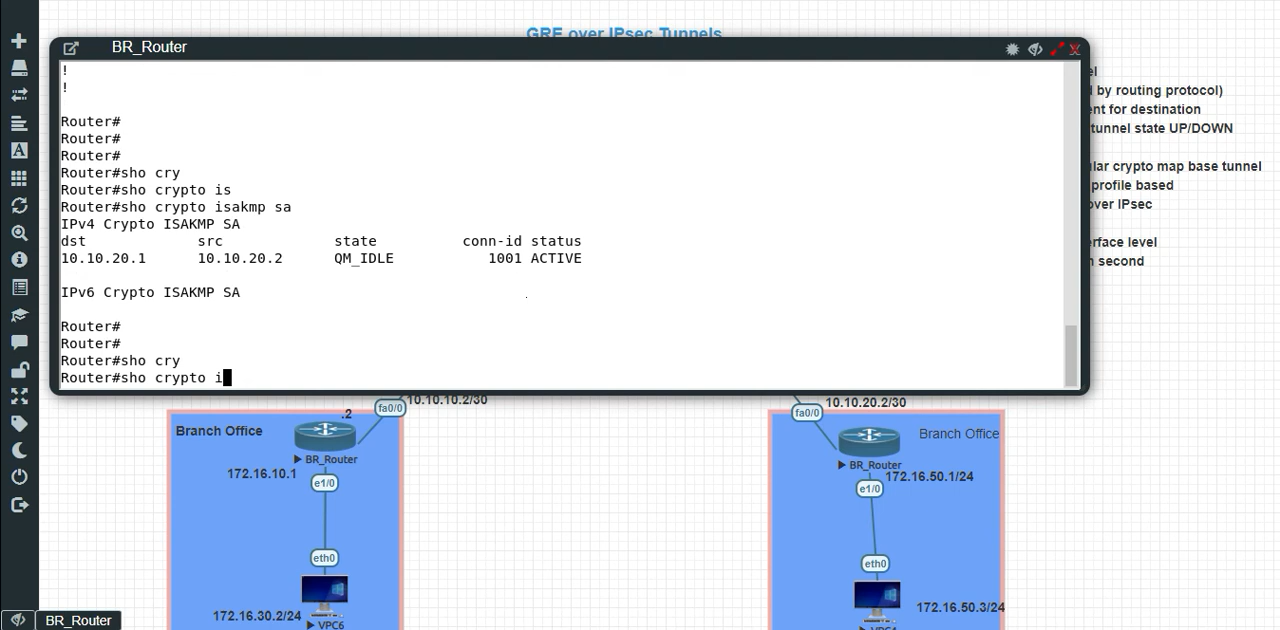 GRE over IPsec Tunnels
BR_Router
!
!
Router#
Router#
Router#
Router#sho cry
Router#sho crypto is
Router#sho crypto isakmp sa
IPv4 Crypto ISAKMP SA
dst src state conn-id status
10.10.20.1 10.10.20.2 QM_IDLE 1001 ACTIVE
IPv6 Crypto ISAKMP SA
Router#
Router#
Router#sho cry
Router#sho crypto i
by routing protocol)
for destination
tunnel state UP/DOWN
crypto map base tunnel
profile based
over IPsec
level
second
10.10.10.2/30
fa0/0
.2
Branch Office
BR_Router
172.16.10.1
e1/0
eth0
172.16.30.2/24
VPC6
10.10.20.2/30
fa0/0
Branch Office
BR_Router
172.16.50.1/24
e1/0
eth0
172.16.50.3/24
BR_Router